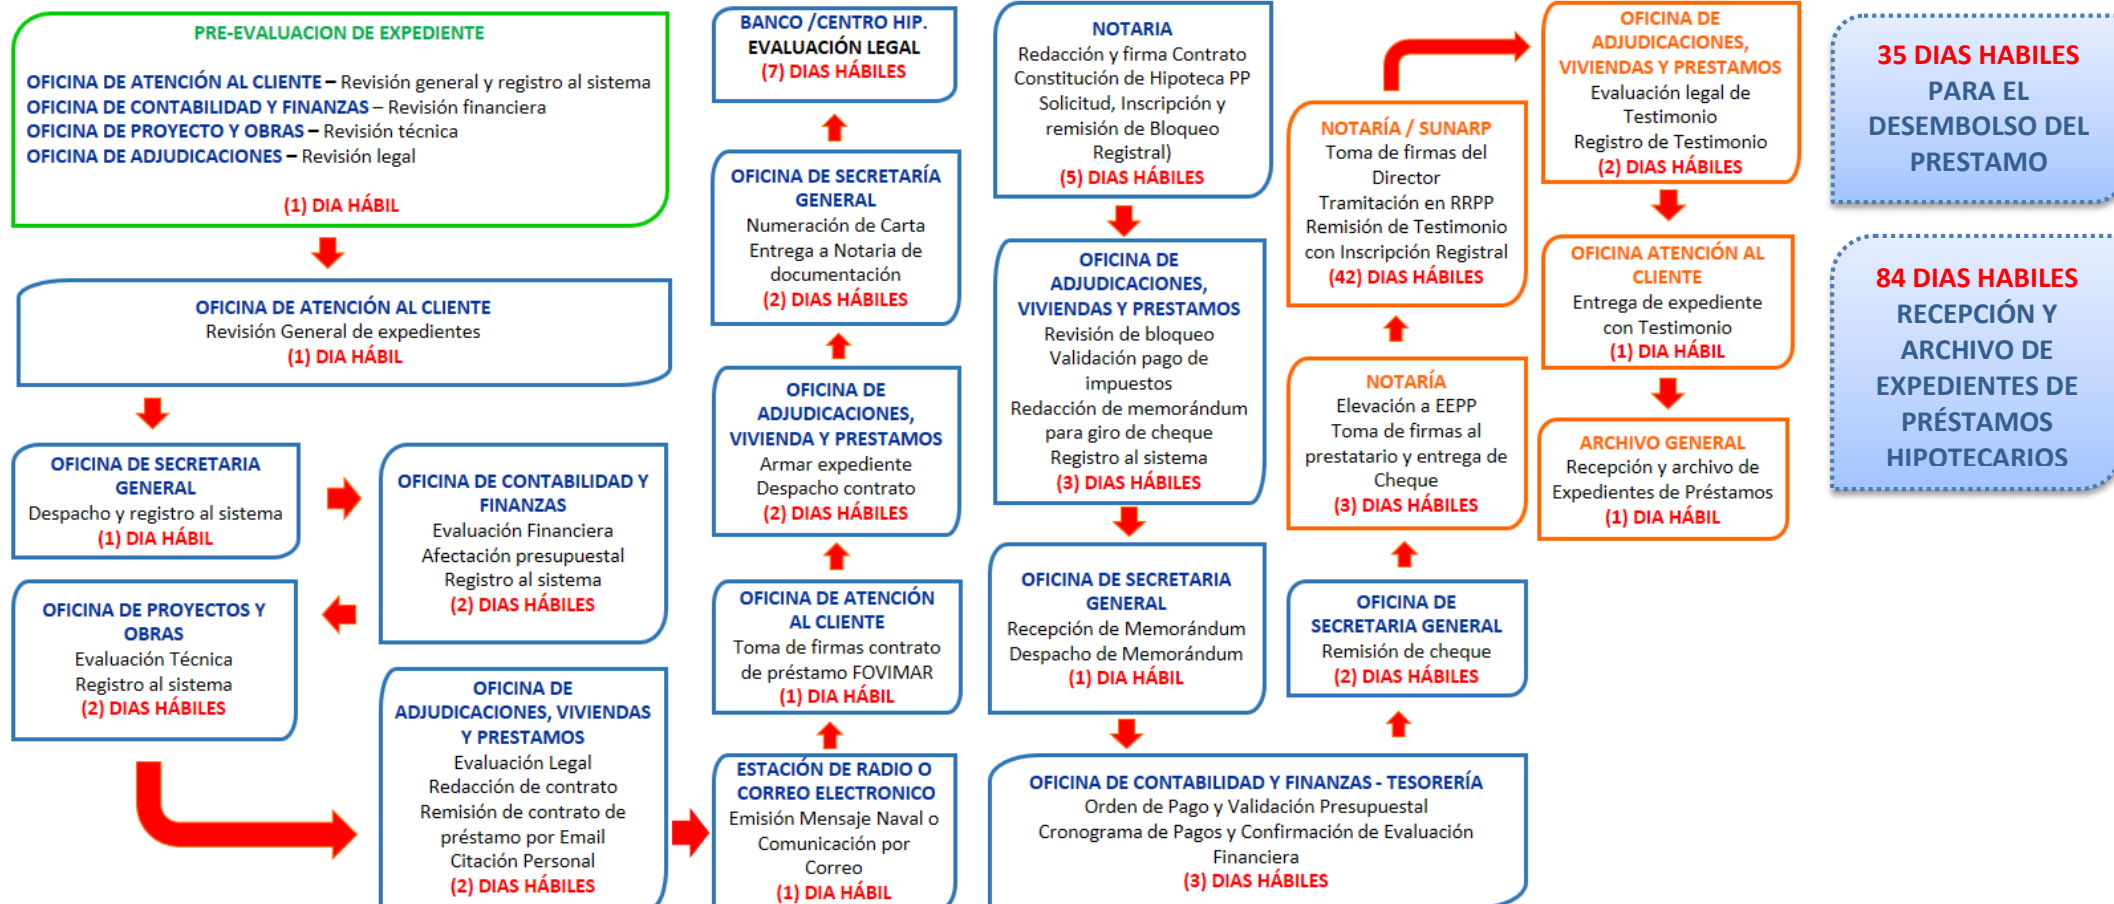 PRE-EVALUACION DE EXPEDIENTE
OFICINA DE ATENCIÓN AL CLIENTE – Revisión general y registro al sistema
OFICINA DE CONTABILIDAD Y FINANZAS – Revisión financiera
OFICINA DE PROYECTO Y OBRAS – Revisión técnica
OFICINA DE ADJUDICACIONES – Revisión legal
(1) DIA HÁBIL
OFICINA DE ATENCIÓN AL CLIENTE
Revisión General de expedientes
(1) DIA HÁBIL
OFICINA DE SECRETARIA
GENERAL
Despacho y registro al sistema
(1) DIA HÁBIL
OFICINA DE CONTABILIDAD Y
FINANZAS
Evaluación Financiera
Afectación presupuestal
Registro al sistema
(2) DIAS HÁBILES
OFICINA DE PROYECTOS Y
OBRAS
Evaluación Técnica
Registro al sistema
(2) DIAS HÁBILES
OFICINA DE
ADJUDICACIONES, VIVIENDAS
Y PRESTAMOS
Evaluación Legal
Redacción de contrato
Remisión de contrato de
préstamo por Email
Citación Personal
(2) DIAS HÁBILES
ESTACIÓN DE RADIO O
CORREO ELECTRONICO
Emisión Mensaje Naval o
Comunicación por
Correo
(1) DIA HÁBIL
OFICINA DE ATENCIÓN
AL CLIENTE
Toma de firmas contrato
de préstamo FOVIMAR
(1) DIA HÁBIL
OFICINA DE
ADJUDICACIONES,
VIVIENDA Y PRESTAMOS
Armar expediente
Despacho contrato
(2) DIAS HÁBILES
OFICINA DE SECRETARÍA
GENERAL
Numeración de Carta
Entrega a Notaria de
documentación
(2) DIAS HÁBILES
BANCO /CENTRO HIP.
EVALUACIÓN LEGAL
(7) DIAS HÁBILES
NOTARIA
Redacción y firma Contrato
Constitución de Hipoteca PP
Solicitud, Inscripción y
remisión de Bloqueo
Registral)
(5) DIAS HÁBILES
OFICINA DE
ADJUDICACIONES,
VIVIENDAS Y PRESTAMOS
Revisión de bloqueo
Validación pago de
impuestos
Redacción de memorándum
para giro de cheque
Registro al sistema
(3) DIAS HÁBILES
OFICINA DE SECRETARIA
GENERAL
Recepción de Memorándum
Despacho de Memorándum
(1) DIA HÁBIL
OFICINA DE CONTABILIDAD Y FINANZAS - TESORERÍA
Orden de Pago y Validación Presupuestal
Cronograma de Pagos y Confirmación de Evaluación
Financiera
(3) DIAS HÁBILES
OFICINA DE
SECRETARIA GENERAL
Remisión de cheque
(2) DIAS HÁBILES
NOTARÍA
Elevación a EEPP
Toma de firmas al
prestatario y entrega de
Cheque
(3) DIAS HÁBILES
NOTARÍA / SUNARP
Toma de firmas del
Director
Tramitación en RRPP
Remisión de Testimonio
con Inscripción Registral
(42) DIAS HÁBILES
OFICINA DE
ADJUDICACIONES,
VIVIENDAS Y PRESTAMOS
Evaluación legal de
Testimonio
Registro de Testimonio
(2) DIAS HÁBILES
OFICINA ATENCIÓN AL
CLIENTE
Entrega de expediente
con Testimonio
(1) DIA HÁBIL
ARCHIVO GENERAL
Recepción y archivo de
Expedientes de Préstamos
(1) DIA HÁBIL
35 DIAS HABILES
PARA EL
DESEMBOLSO DEL
PRESTAMO
84 DIAS HABILES
RECEPCIÓN Y
ARCHIVO DE
EXPEDIENTES DE
PRÉSTAMOS
HIPOTECARIOS